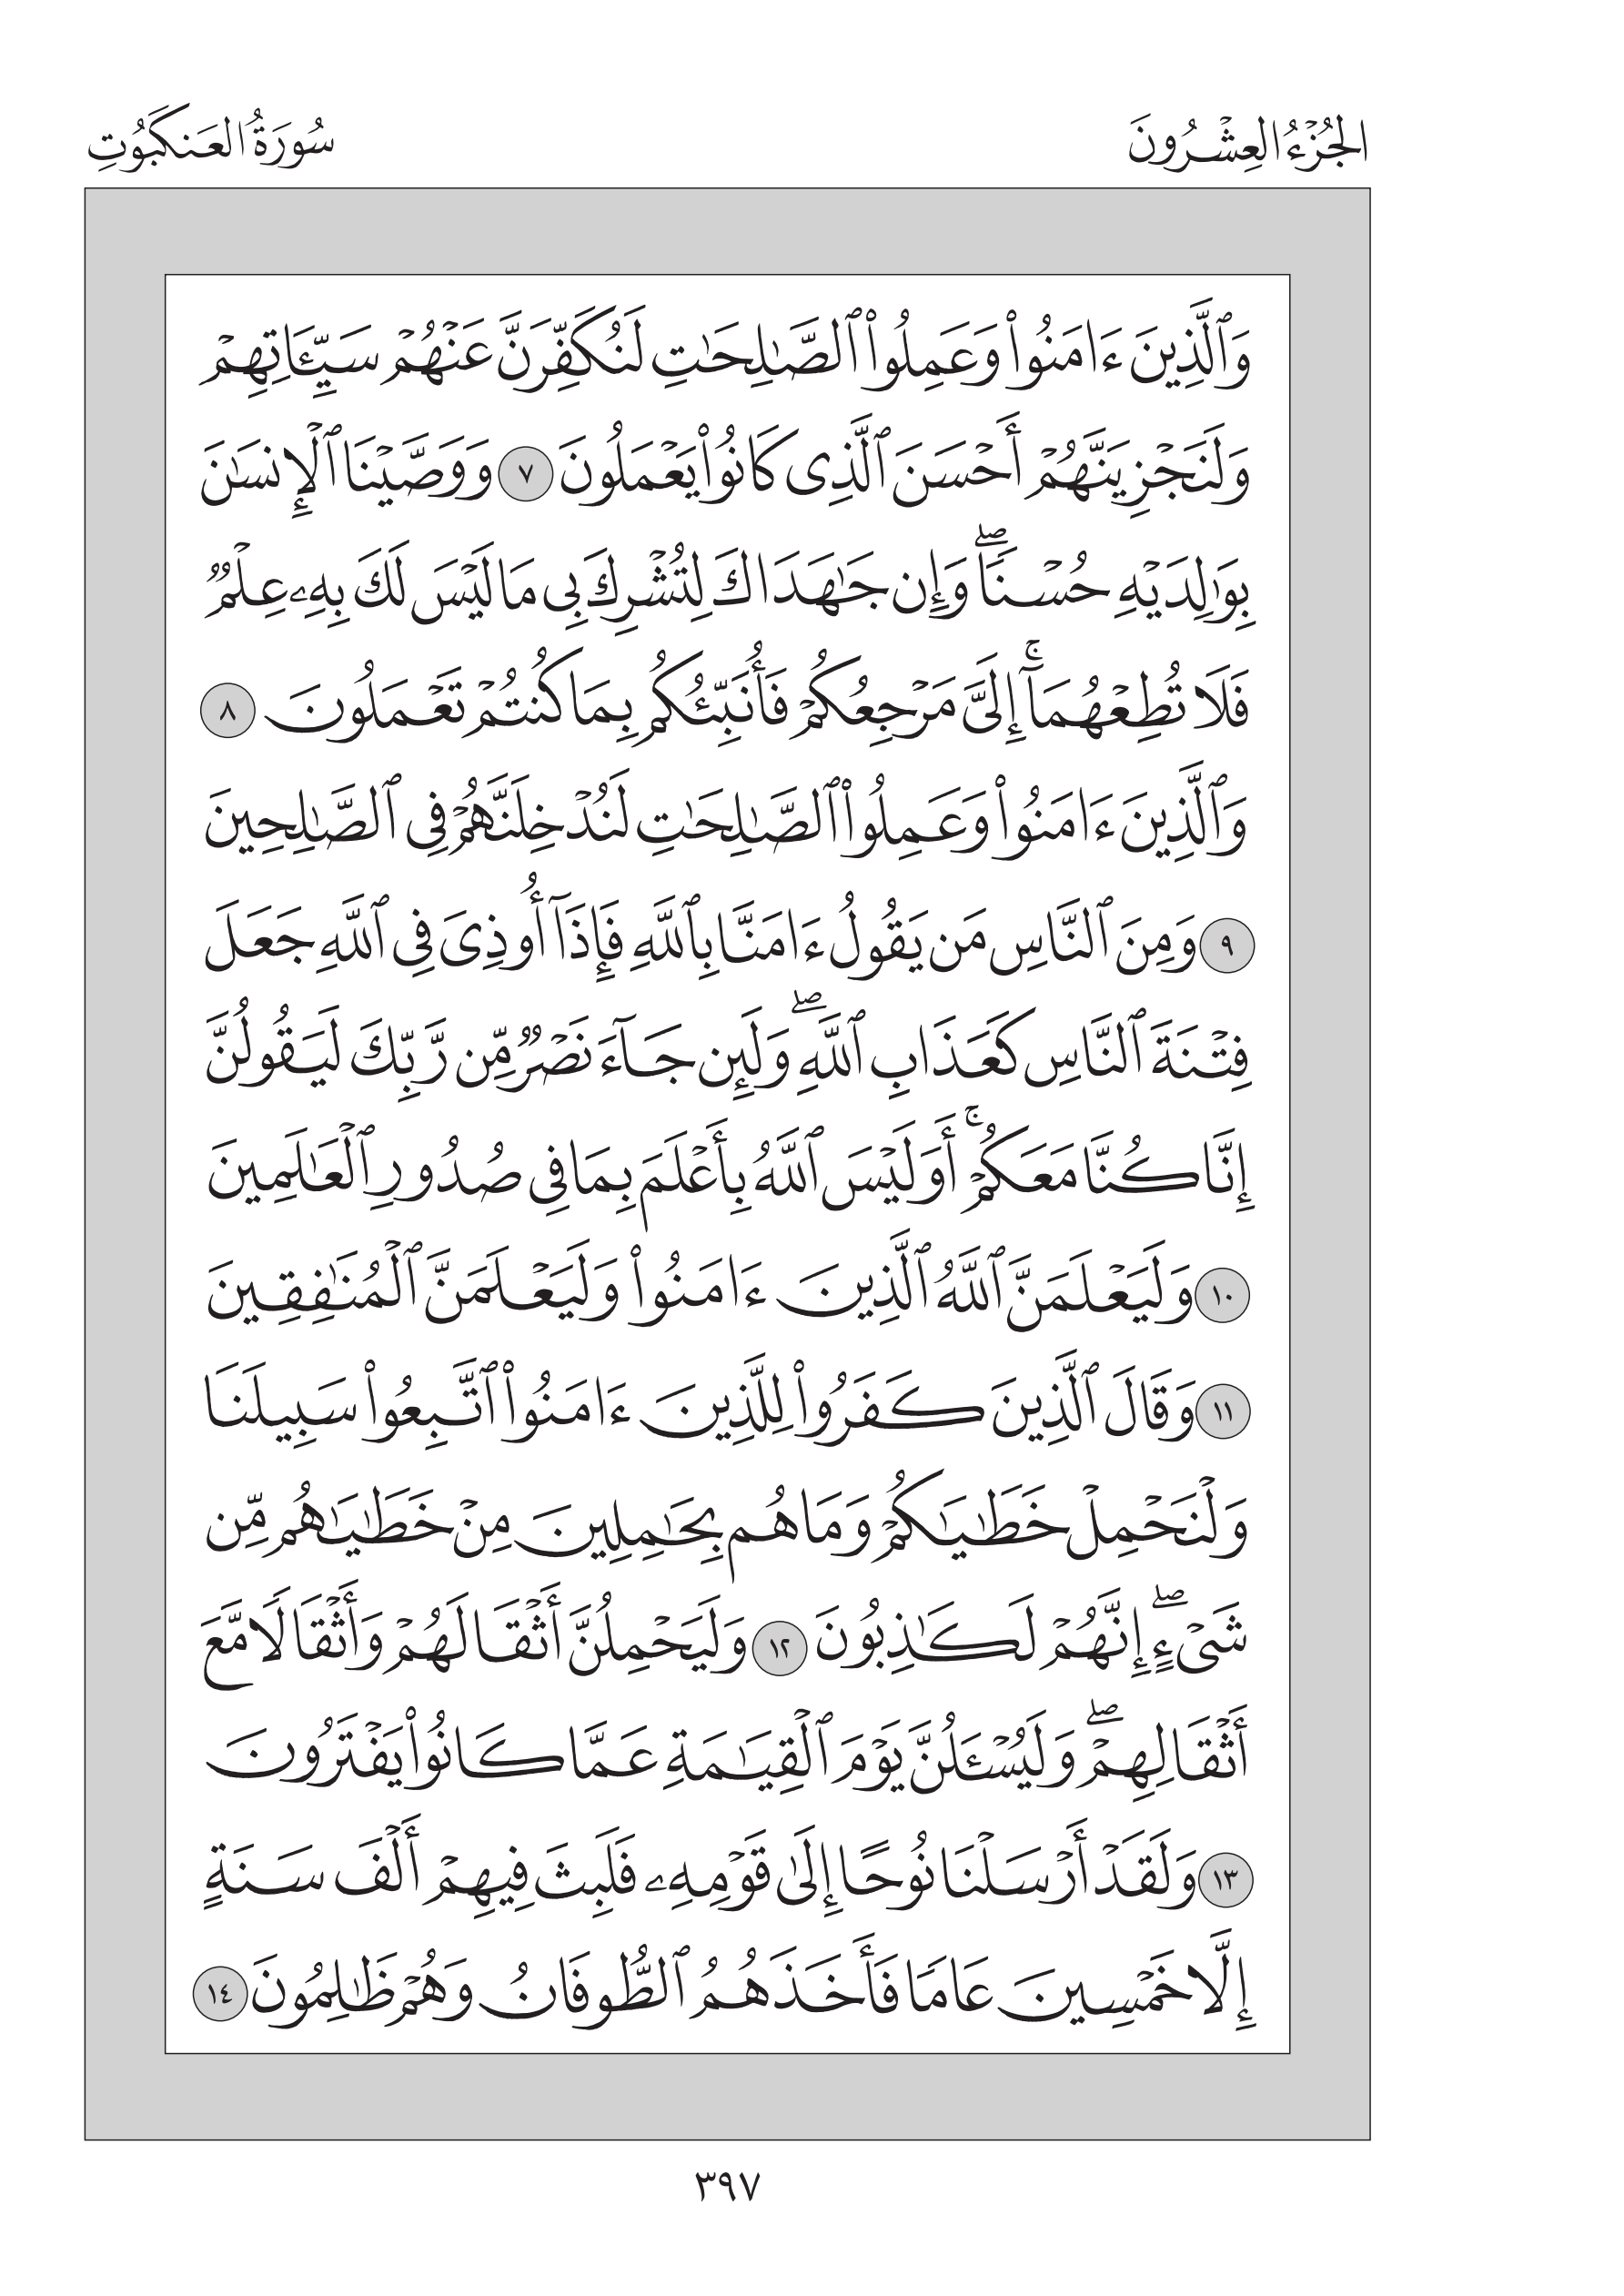 الجُزْءُ العِشْرُونَ
سُورَةُ العَنكَبُوتِ
وَٱلَّذِينَ ءَامَنُوا۟ وَعَمِلُوا۟ ٱلصَّـٰلِحَـٰتِ لَنُكَفِّرَنَّ عَنْهُمْ سَيِّـَٔاتِهِمْ
وَلَنَجْزِيَنَّهُمْ أَحْسَنَ ٱلَّذِى كَانُوا۟ يَعْمَلُونَ ٧ وَوَصَّيْنَا ٱلْإِنسَـٰنَ
بِوَٰلِدَيْهِ حُسْنًا ۖ وَإِن جَـٰهَدَاكَ لِتُشْرِكَ بِى مَا لَيْسَ لَكَ بِهِۦ عِلْمٌ
فَلَا تُطِعْهُمَآ ۚ إِلَىَّ مَرْجِعُكُمْ فَأُنَبِّئُكُم بِمَا كُنتُمْ تَعْمَلُونَ ٨
وَٱلَّذِينَ ءَامَنُوا۟ وَعَمِلُوا۟ ٱلصَّـٰلِحَـٰتِ لَنُدْخِلَنَّهُمْ فِى ٱلصَّـٰلِحِينَ
٩ وَمِنَ ٱلنَّاسِ مَن يَقُولُ ءَامَنَّا بِٱللَّهِ فَإِذَآ أُوذِىَ فِى ٱللَّهِ جَعَلَ
فِتْنَةَ ٱلنَّاسِ كَعَذَابِ ٱللَّهِ ۖ وَلَئِن جَآءَ نَصْرٌ مِّن رَّبِّكَ لَيَقُولُنَّ
إِنَّا كُنَّا مَعَكُمْ ۚ أَوَلَيْسَ ٱللَّهُ بِأَعْلَمَ بِمَا فِى صُدُورِ ٱلْعَـٰلَمِينَ
١٠ وَلَيَعْلَمَنَّ ٱللَّهُ ٱلَّذِينَ ءَامَنُوا۟ وَلَيَعْلَمَنَّ ٱلْمُنَـٰفِقِينَ
١١ وَقَالَ ٱلَّذِينَ كَفَرُوا۟ لِلَّذِينَ ءَامَنُوا۟ ٱتَّبِعُوا۟ سَبِيلَنَا
وَلْنَحْمِلْ خَطَـٰيَـٰكُمْ وَمَا هُم بِحَـٰمِلِينَ مِنْ خَطَـٰيَـٰهُم مِّن
شَىْءٍ ۖ إِنَّهُمْ لَكَـٰذِبُونَ ١٢ وَلَيَحْمِلُنَّ أَثْقَالَهُمْ وَأَثْقَالًا مَّعَ
أَثْقَالِهِمْ ۖ وَلَيُسْـَٔلُنَّ يَوْمَ ٱلْقِيَـٰمَةِ عَمَّا كَانُوا۟ يَفْتَرُونَ
١٣ وَلَقَدْ أَرْسَلْنَا نُوحًا إِلَىٰ قَوْمِهِۦ فَلَبِثَ فِيهِمْ أَلْفَ سَنَةٍ
إِلَّا خَمْسِينَ عَامًا فَأَخَذَهُمُ ٱلطُّوفَانُ وَهُمْ ظَـٰلِمُونَ ١٤
٣٩٧